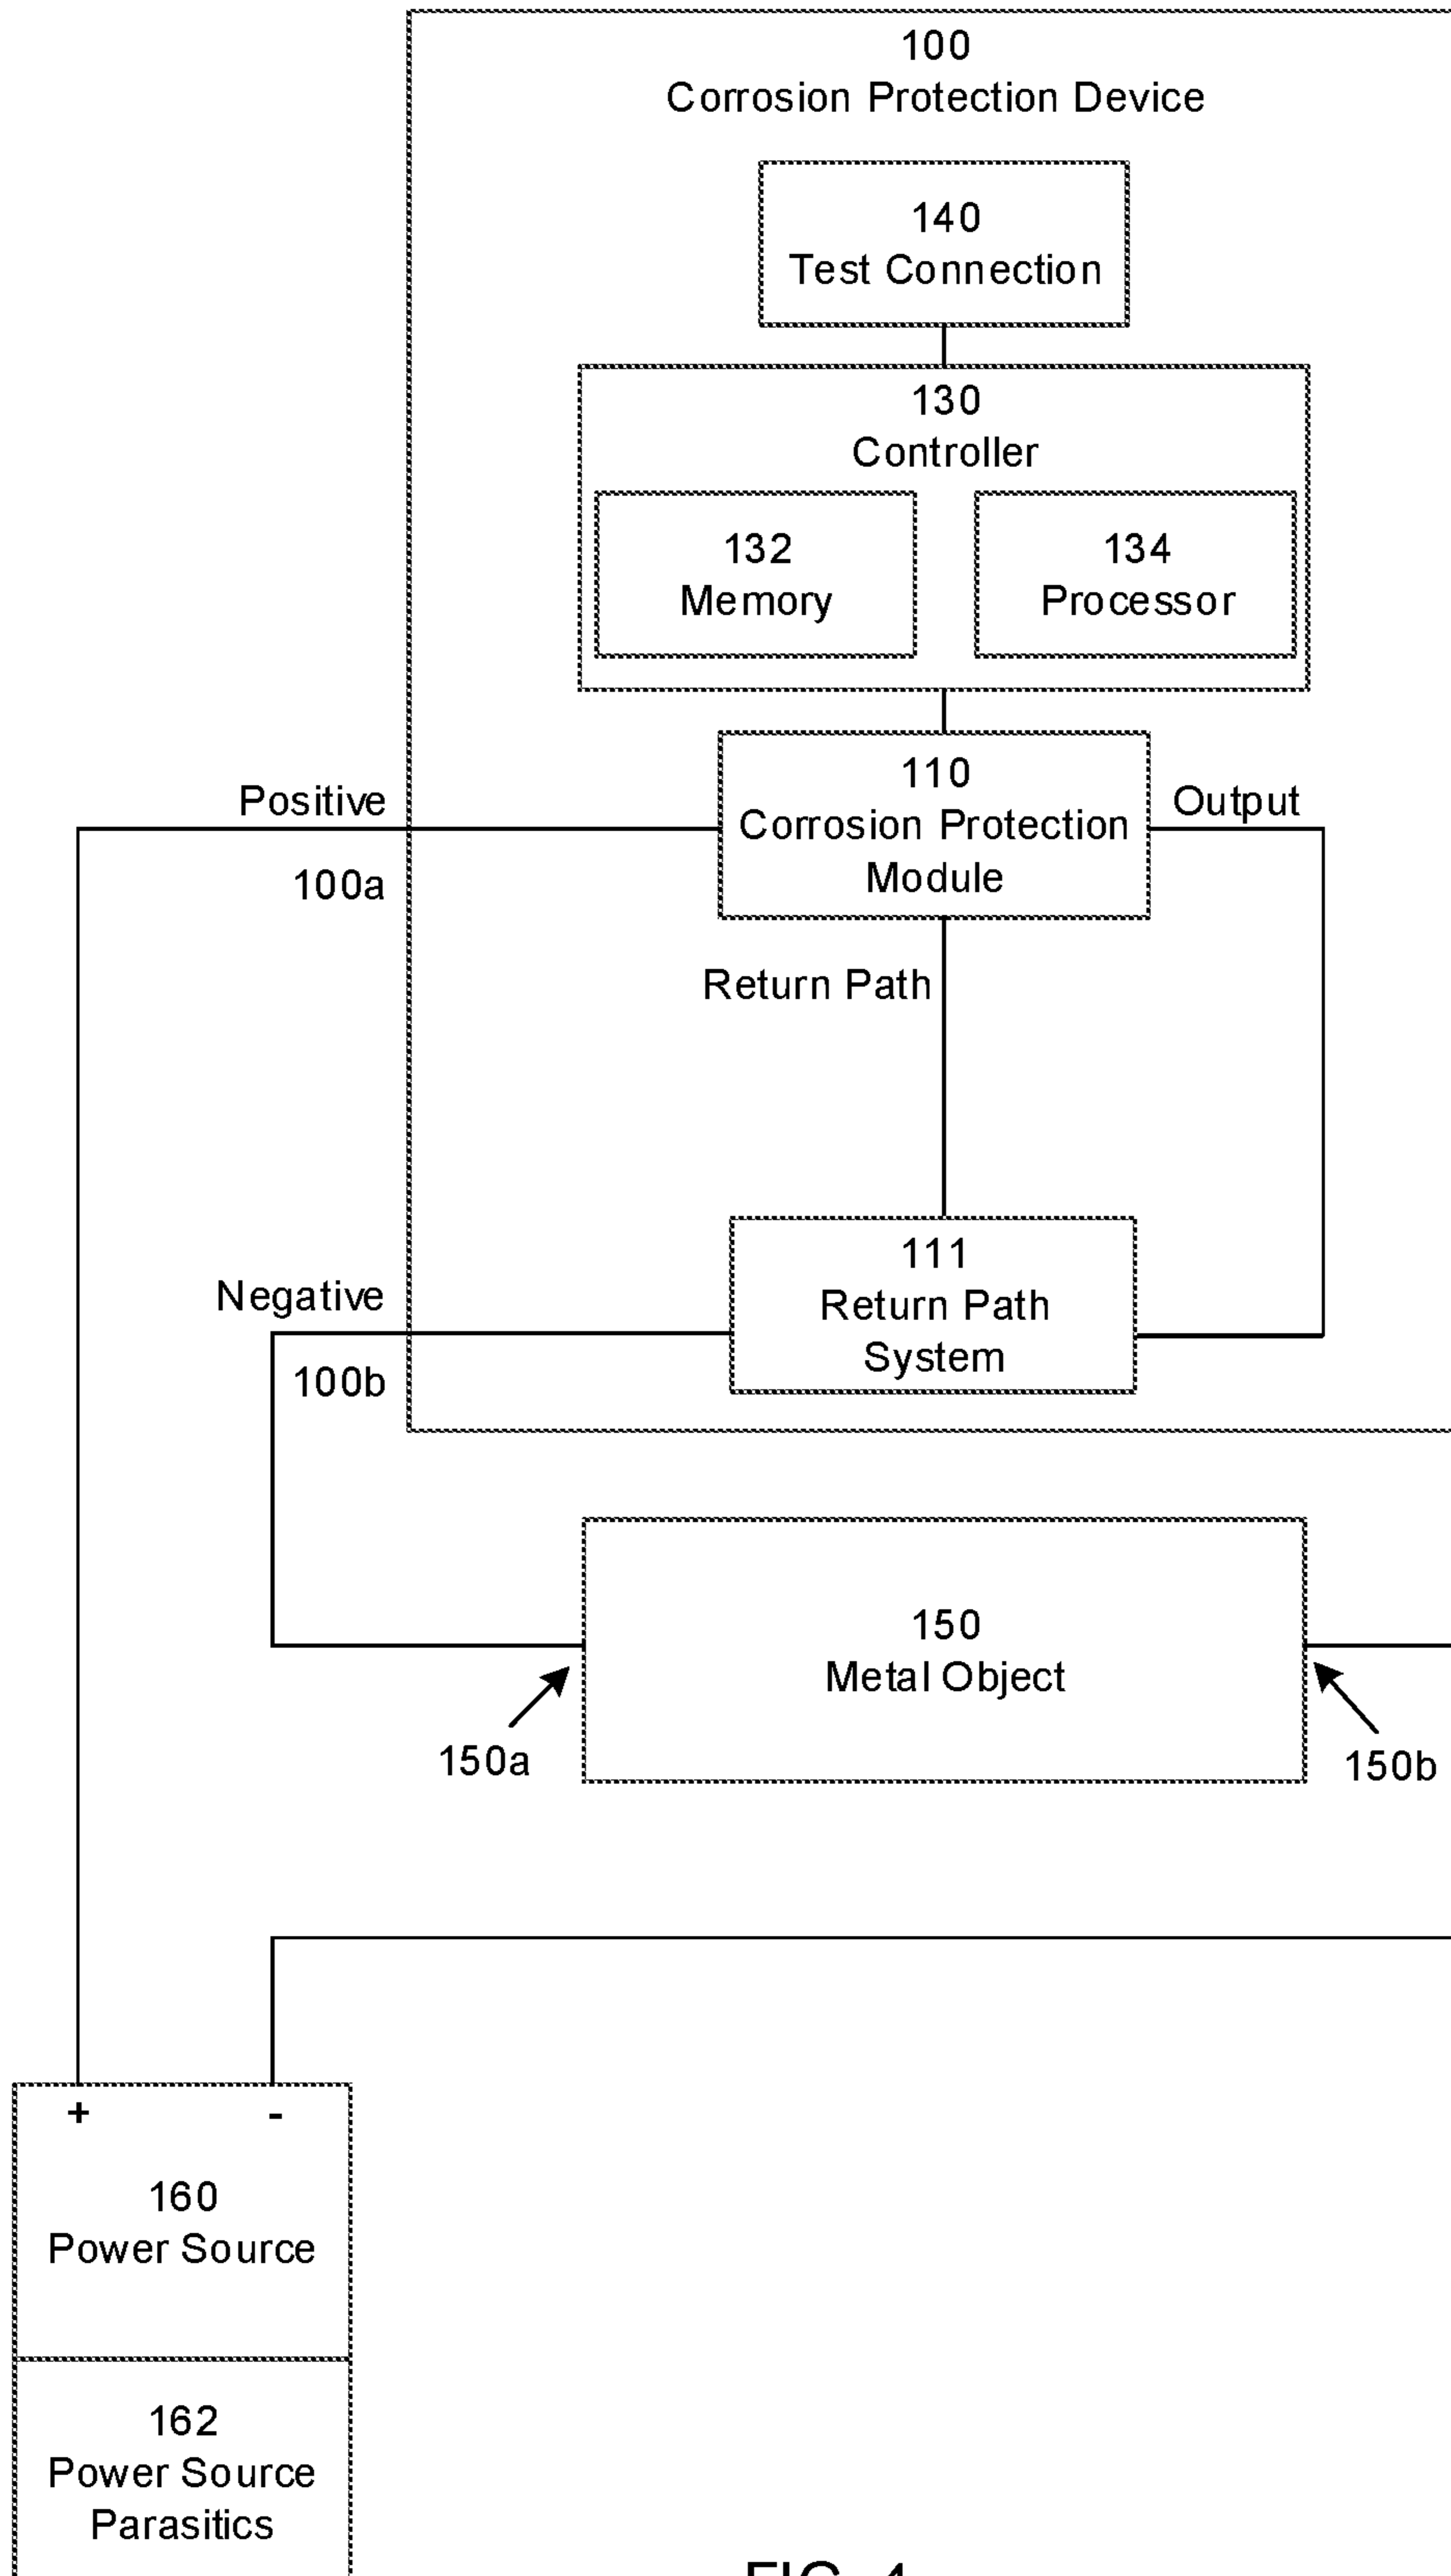 100
Corrosion Protection Device
140
Test Connection
130
Controller
132
Memory
134
Processor
110
Corrosion Protection
Module
Positive
100a
Output
Return Path
111
Return Path
System
Negative
100b
150
Metal Object
150a
150b
+
-
160
Power Source
162
Power Source
Parasitics